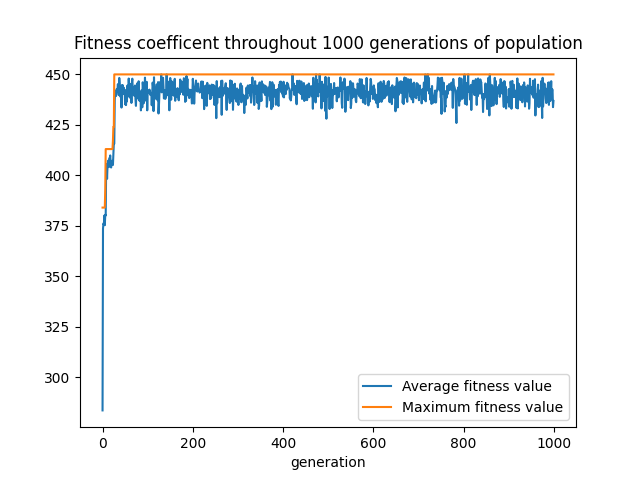 Fitness coefficent throughout 1000 generations of population
450
425
400
375
350
325
300
Average fitness value
Maximum fitness value
0 200 400 600 800 1000
generation